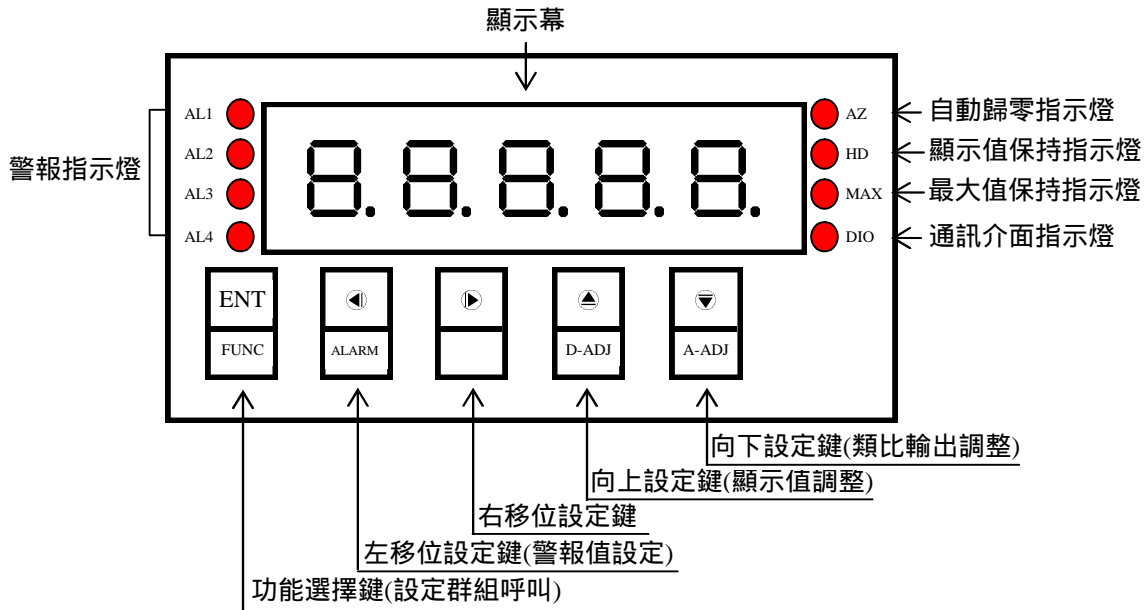 顯示幕
AL1
AL2
AL3
AL4
警報指示燈
8.8.8.8.8.
AZ
自動歸零指示燈
HD
顯示值保持指示燈
MAX
最大值保持指示燈
DIO
通訊介面指示燈
ENT
FUNC
ALARM
D-ADJ
A-ADJ
向下設定鍵(類比輸出調整)
向上設定鍵(顯示值調整)
右移位設定鍵
左移位設定鍵(警報值設定)
功能選擇鍵(設定群組呼叫)